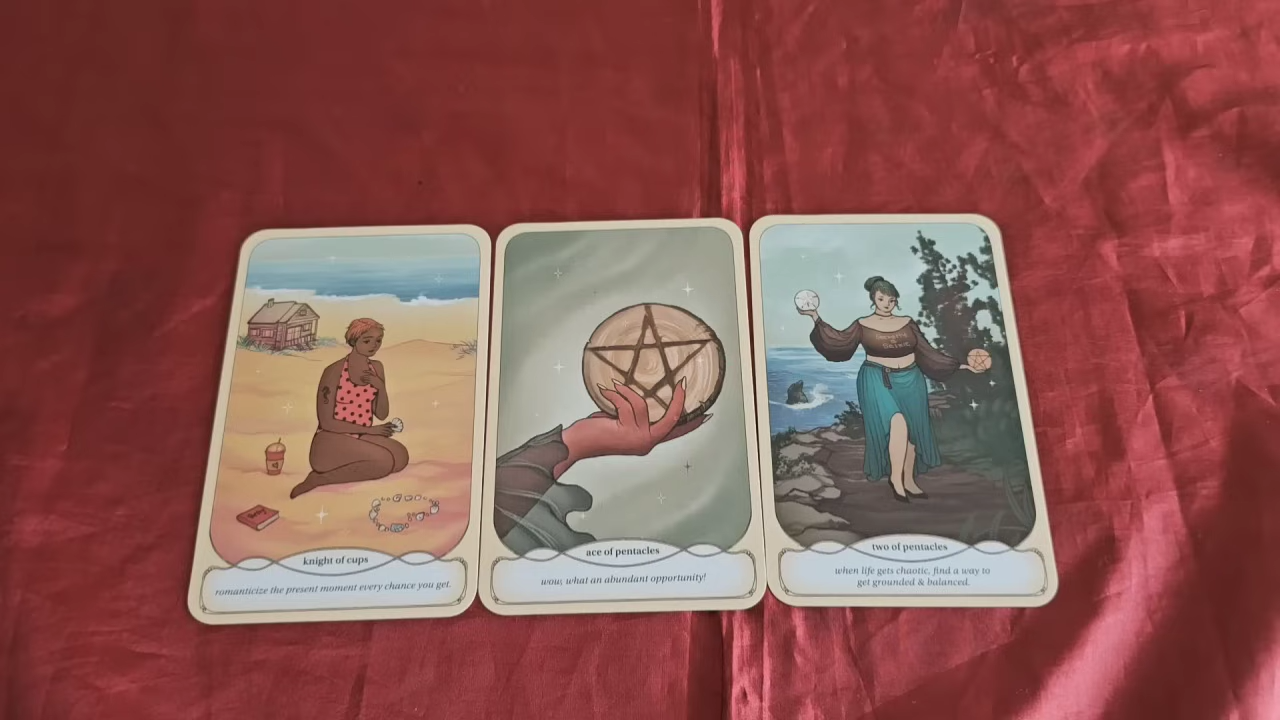 knight of cups
romanticize the present moment every chance you get.
ace of pentacles
wow, what an abundant opportunity!
two of pentacles
when life gets chaotic, find a way to
get grounded & balanced.